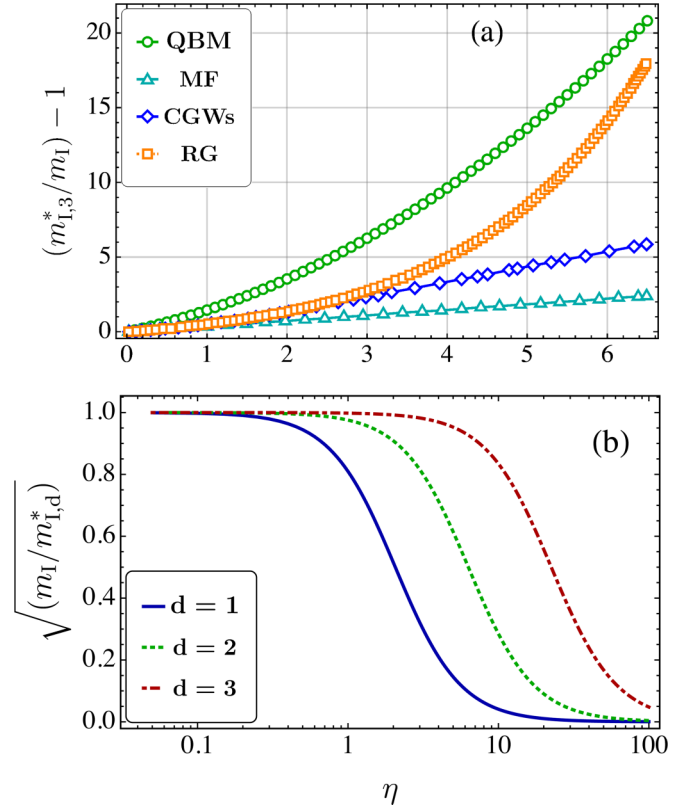 (a)
QBM
MF
CGWs
RG
(m*I,3/mI) − 1
20
15
10
5
0
0 1 2 3 4 5 6
(b)
√(mI/m*I,d)
1.0
0.8
0.6
0.4
0.2
0.0
d = 1
d = 2
d = 3
0.1 1 10 100
η